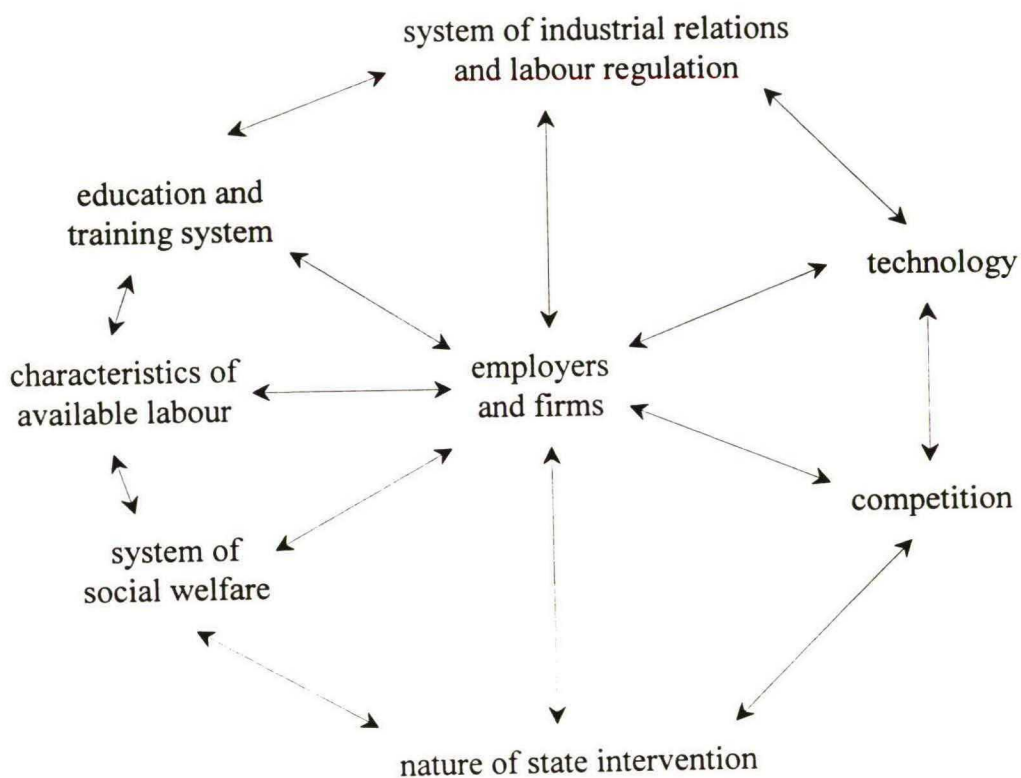 system of industrial relations
and labour regulation
education and
training system
technology
characteristics of
available labour
employers
and firms
competition
system of
social welfare
nature of state intervention